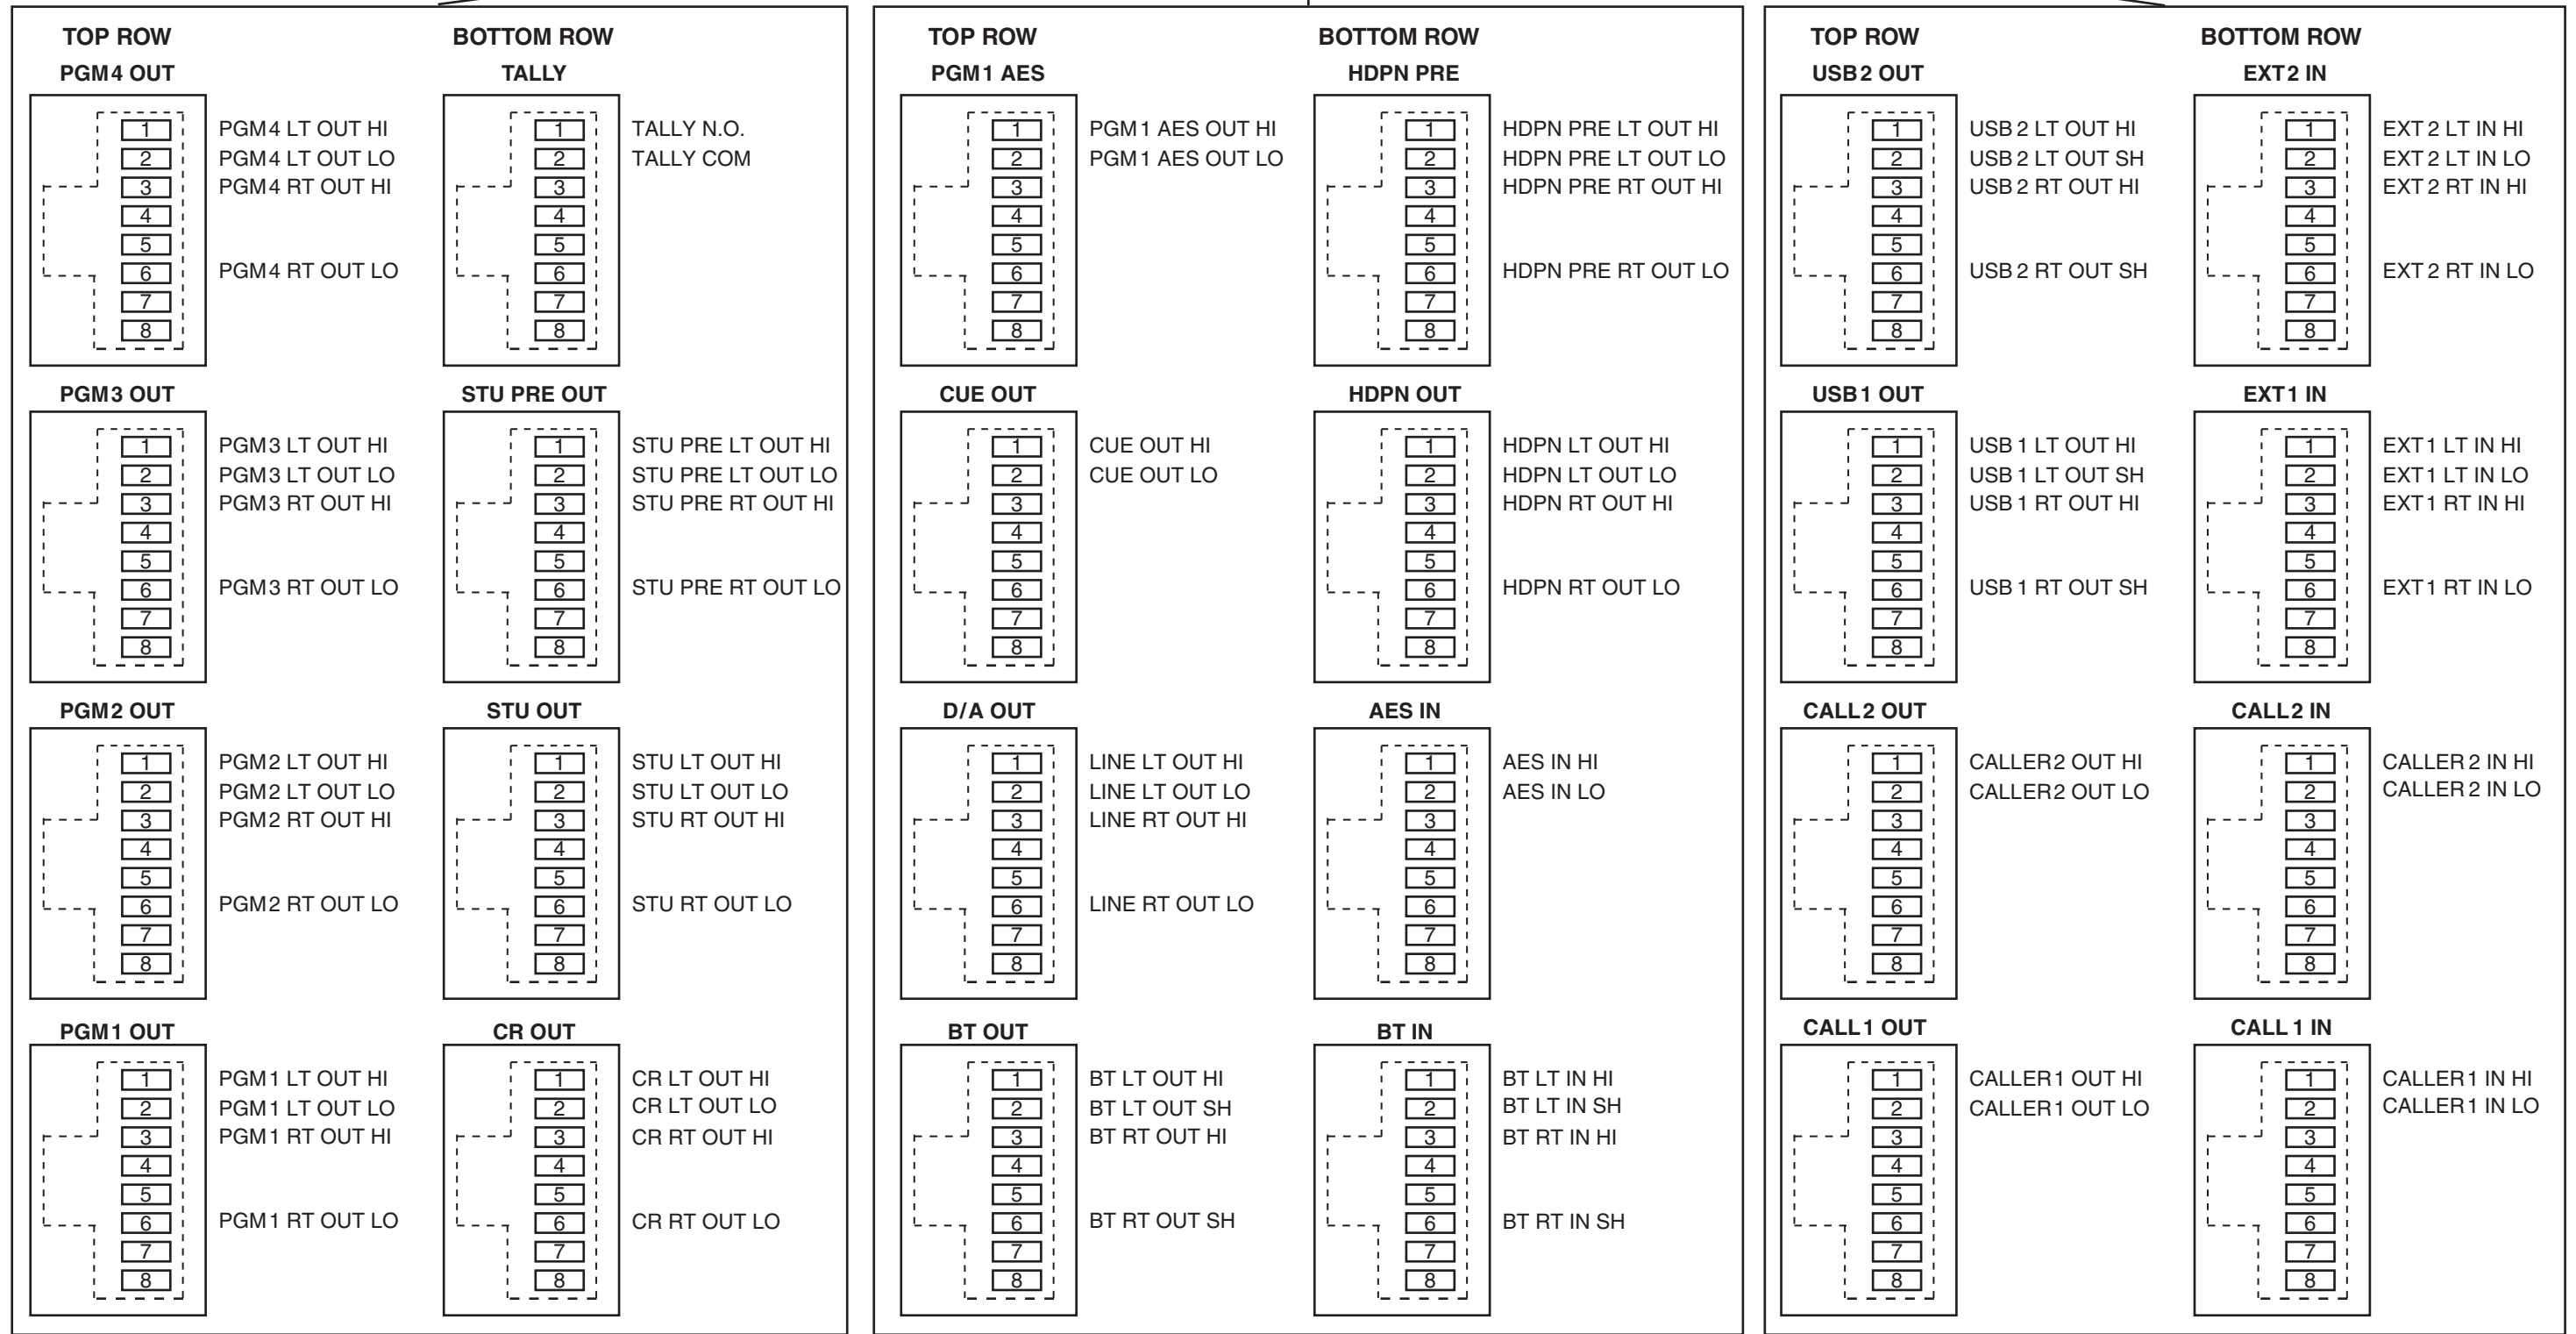 TOP ROW
BOTTOM ROW
PGM4 OUT
TALLY
1 PGM4 LT OUT HI
2 PGM4 LT OUT LO
3 PGM4 RT OUT HI
4
5
6 PGM4 RT OUT LO
7
8
1 TALLY N.O.
2 TALLY COM
3
4
5
6
7
8
PGM3 OUT
STU PRE OUT
1 PGM3 LT OUT HI
2 PGM3 LT OUT LO
3 PGM3 RT OUT HI
4
5
6 PGM3 RT OUT LO
7
8
1 STU PRE LT OUT HI
2 STU PRE LT OUT LO
3 STU PRE RT OUT HI
4
5
6 STU PRE RT OUT LO
7
8
PGM2 OUT
STU OUT
1 PGM2 LT OUT HI
2 PGM2 LT OUT LO
3 PGM2 RT OUT HI
4
5
6 PGM2 RT OUT LO
7
8
1 STU LT OUT HI
2 STU LT OUT LO
3 STU RT OUT HI
4
5
6 STU RT OUT LO
7
8
PGM1 OUT
CR OUT
1 PGM1 LT OUT HI
2 PGM1 LT OUT LO
3 PGM1 RT OUT HI
4
5
6 PGM1 RT OUT LO
7
8
1 CR LT OUT HI
2 CR LT OUT LO
3 CR RT OUT HI
4
5
6 CR RT OUT LO
7
8
TOP ROW
BOTTOM ROW
PGM1 AES
HDPN PRE
1 PGM1 AES OUT HI
2 PGM1 AES OUT LO
3
4
5
6
7
8
1 HDPN PRE LT OUT HI
2 HDPN PRE LT OUT LO
3 HDPN PRE RT OUT HI
4
5
6 HDPN PRE RT OUT LO
7
8
CUE OUT
HDPN OUT
1 CUE OUT HI
2 CUE OUT LO
3
4
5
6
7
8
1 HDPN LT OUT HI
2 HDPN LT OUT LO
3 HDPN RT OUT HI
4
5
6 HDPN RT OUT LO
7
8
D/A OUT
AES IN
1 LINE LT OUT HI
2 LINE LT OUT LO
3 LINE RT OUT HI
4
5
6 LINE RT OUT LO
7
8
1 AES IN HI
2 AES IN LO
3
4
5
6
7
8
BT OUT
BT IN
1 BT LT OUT HI
2 BT LT OUT SH
3 BT RT OUT HI
4
5
6 BT RT OUT SH
7
8
1 BT LT IN HI
2 BT LT IN SH
3 BT RT IN HI
4
5
6 BT RT IN SH
7
8
TOP ROW
BOTTOM ROW
USB2 OUT
EXT2 IN
1 USB2 LT OUT HI
2 USB2 LT OUT SH
3 USB2 RT OUT HI
4
5
6 USB2 RT OUT SH
7
8
1 EXT2 LT IN HI
2 EXT2 LT IN LO
3 EXT2 RT IN HI
4
5
6 EXT2 RT IN LO
7
8
USB1 OUT
EXT1 IN
1 USB1 LT OUT HI
2 USB1 LT OUT SH
3 USB1 RT OUT HI
4
5
6 USB1 RT OUT SH
7
8
1 EXT1 LT IN HI
2 EXT1 LT IN LO
3 EXT1 RT IN HI
4
5
6 EXT1 RT IN LO
7
8
CALL2 OUT
CALL2 IN
1 CALLER2 OUT HI
2 CALLER2 OUT LO
3
4
5
6
7
8
1 CALLER2 IN HI
2 CALLER2 IN LO
3
4
5
6
7
8
CALL1 OUT
CALL1 IN
1 CALLER1 OUT HI
2 CALLER1 OUT LO
3
4
5
6
7
8
1 CALLER1 IN HI
2 CALLER1 IN LO
3
4
5
6
7
8